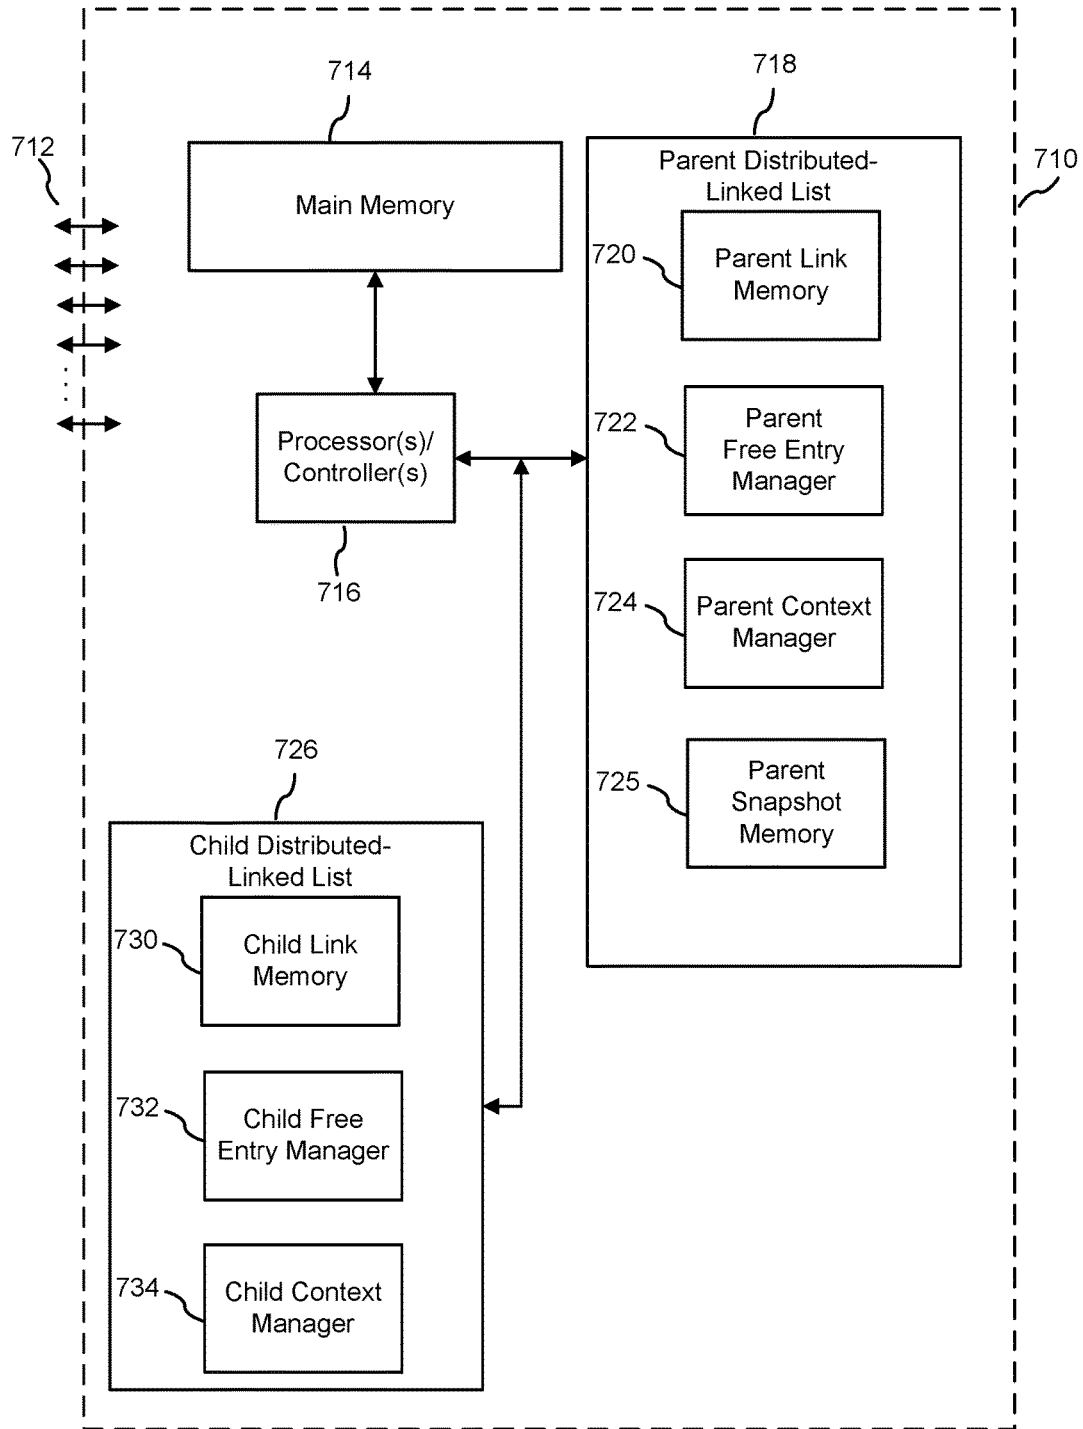 714
718
712
710
Main Memory
Parent Distributed-
Linked List
720
Parent Link
Memory
Processor(s)/
Controller(s)
716
722
Parent
Free Entry
Manager
724
Parent Context
Manager
725
Parent
Snapshot
Memory
726
Child Distributed-
Linked List
730
Child Link
Memory
732
Child Free
Entry Manager
734
Child Context
Manager